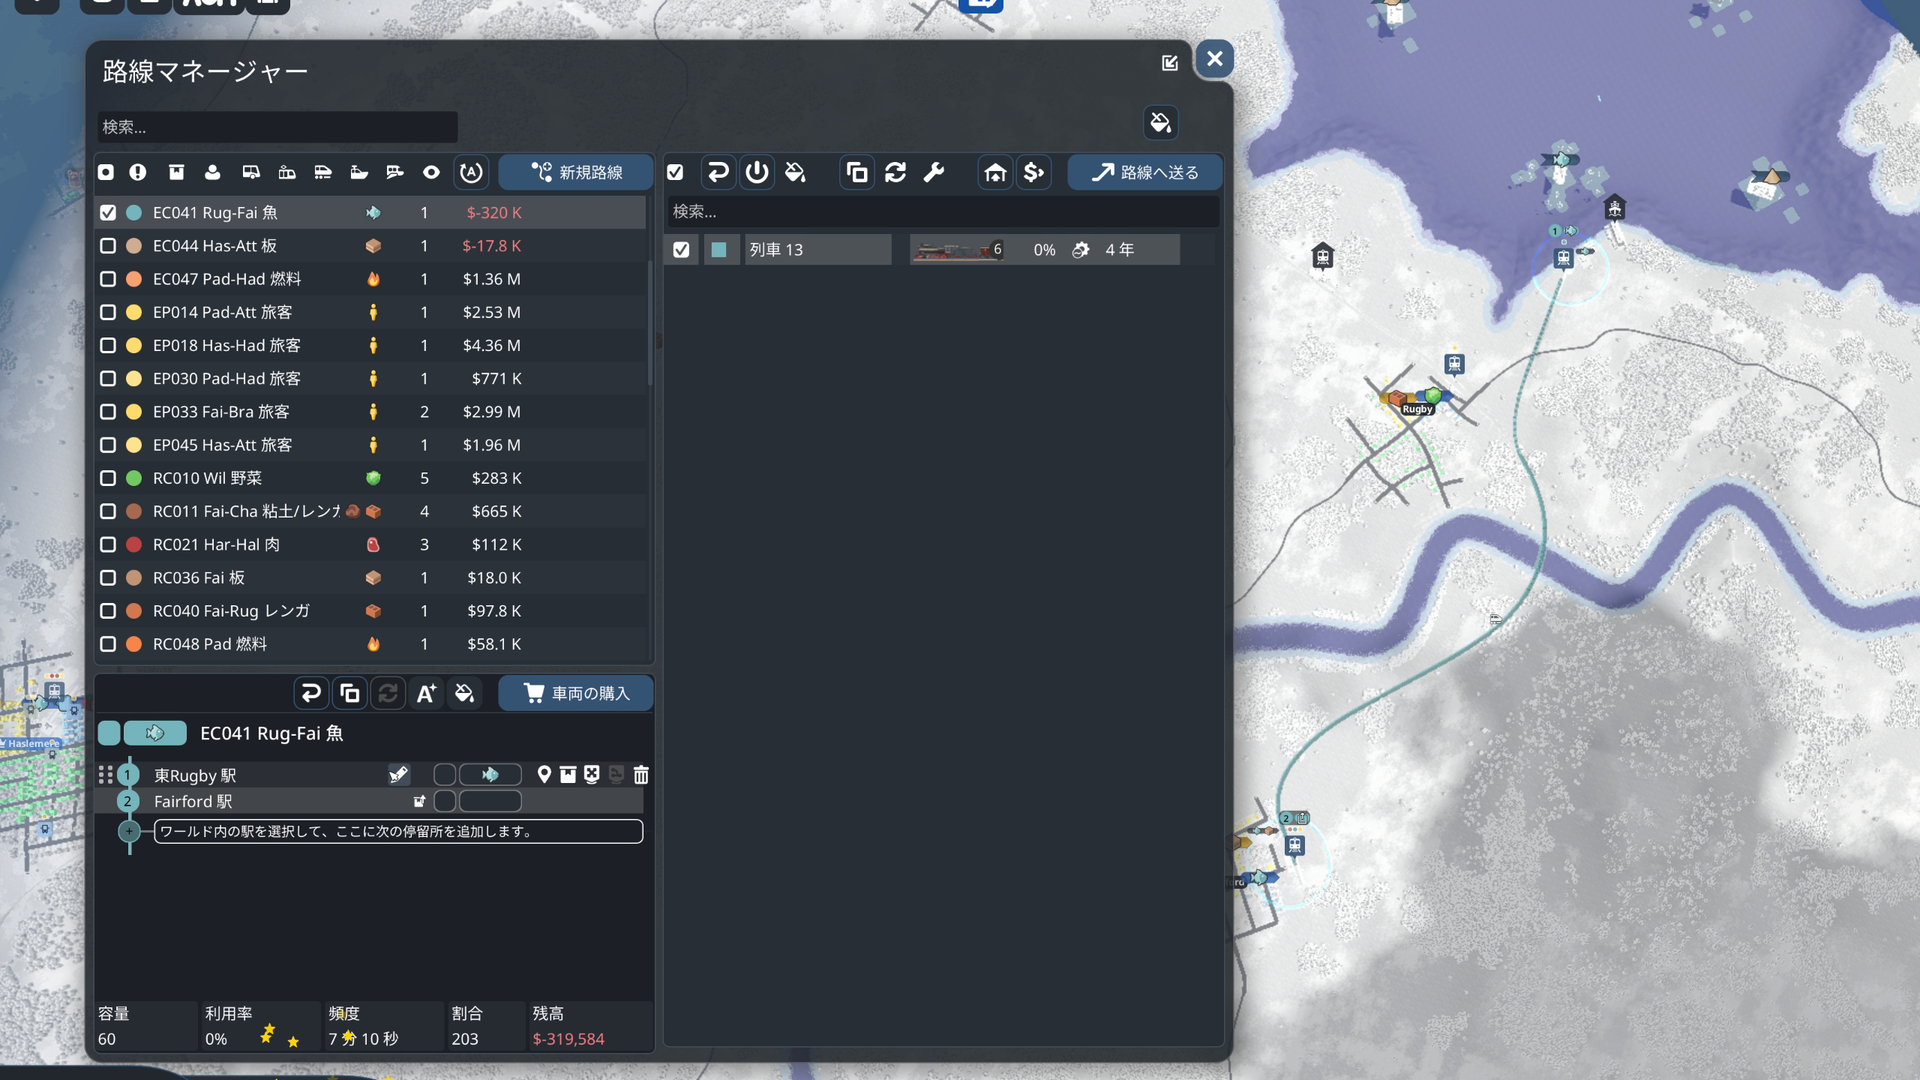 路線マネージャー
検索...
新規路線
EC041 Rug-Fai 魚 1 $-320 K
EC044 Has-Att 板 1 $-17.8 K
EC047 Pad-Had 燃料 1 $1.36 M
EP014 Pad-Att 旅客 1 $2.53 M
EP018 Has-Had 旅客 1 $4.36 M
EP030 Pad-Had 旅客 1 $771 K
EP033 Fai-Bra 旅客 2 $2.99 M
EP045 Has-Att 旅客 1 $1.96 M
RC010 Wil 野菜 5 $283 K
RC011 Fai-Cha 粘土/レンガ 4 $665 K
RC021 Har-Hal 肉 3 $112 K
RC036 Fai 板 1 $18.0 K
RC040 Fai-Rug レンガ 1 $97.8 K
RC048 Pad 燃料 1 $58.1 K
路線へ送る
検索...
列車 13 6 0% 4 年
車両の購入
EC041 Rug-Fai 魚
1 東Rugby 駅
2 Fairford 駅
ワールド内の駅を選択して、ここに次の停留所を追加します。
容量 利用率 頻度 割合 残高
60 0% 7 分 10 秒 203 $-319,584
Haslemere
Rugby
1
2